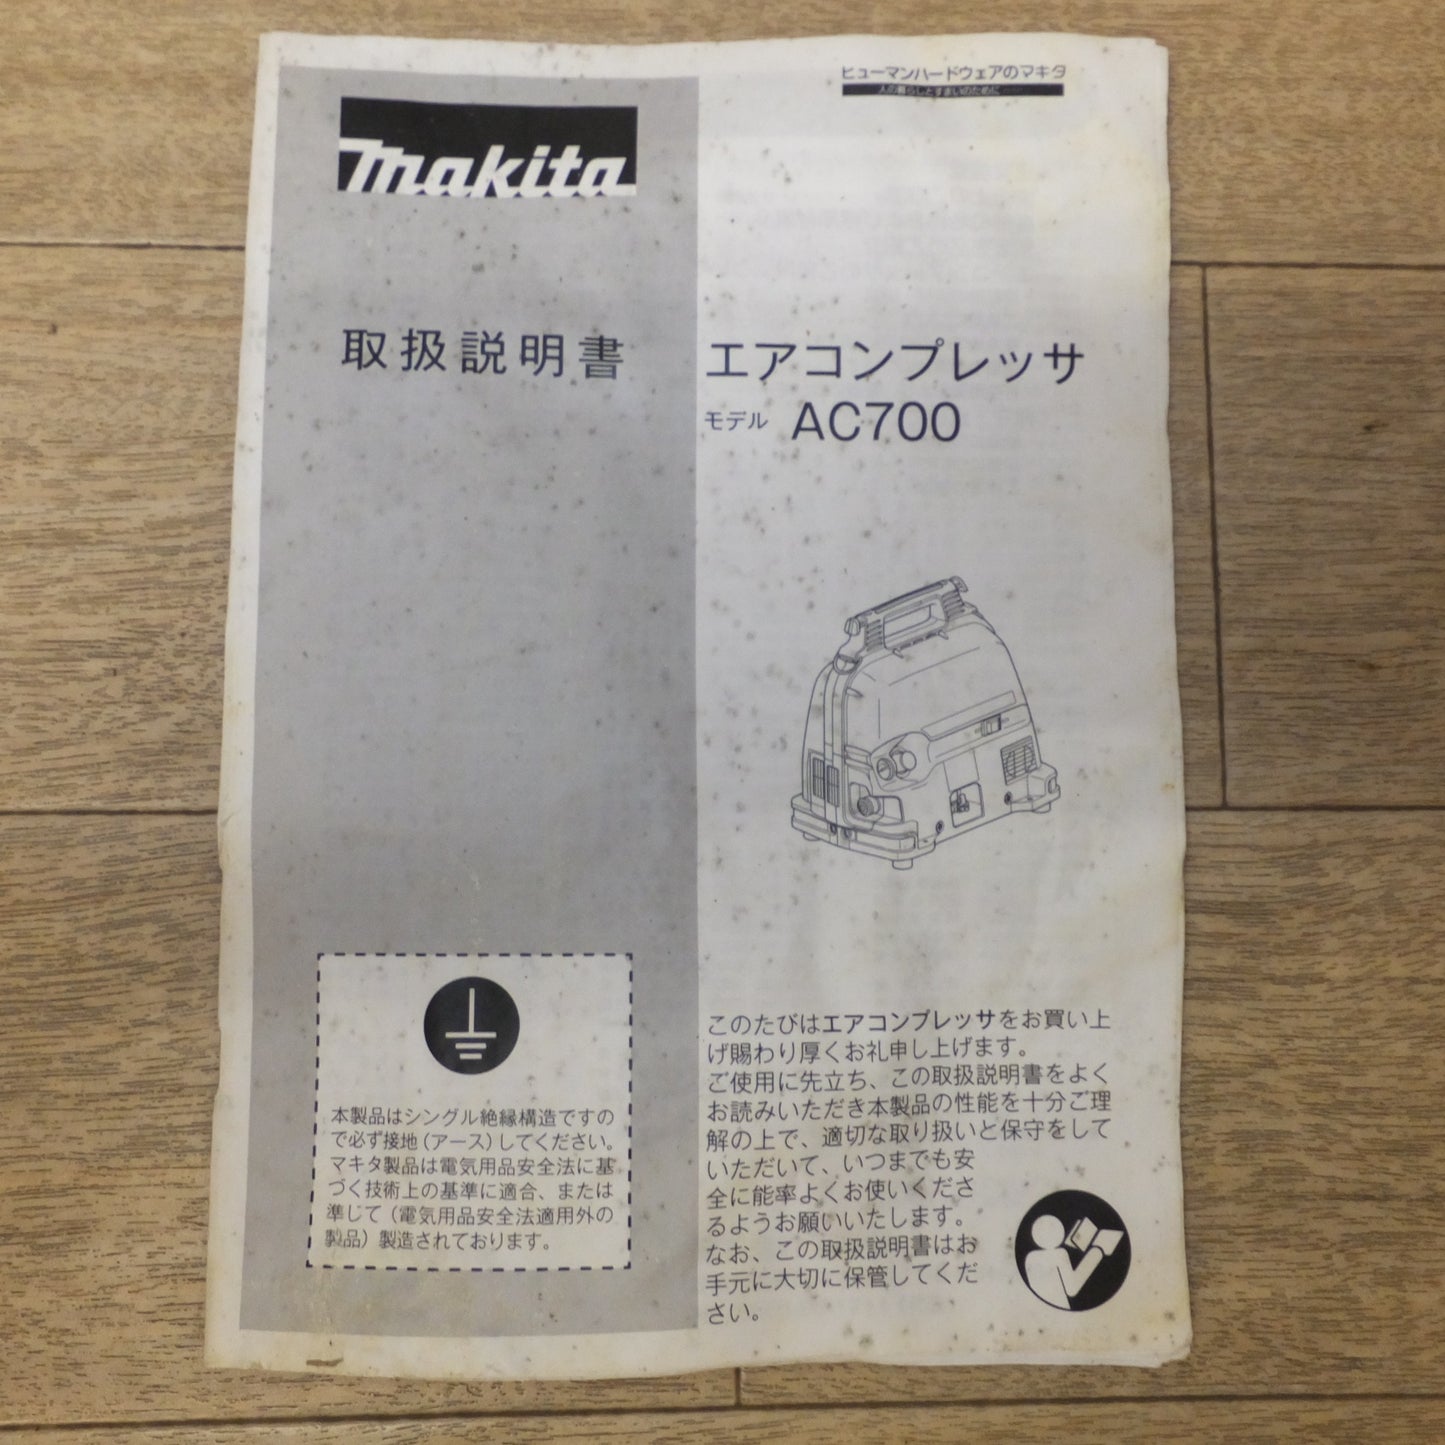 ヒューマンハードウェアのマキタ
人の暮らしとすまいのために
makita
取扱説明書
エアコンプレッサ
モデル AC700
本製品はシングル絶縁構造ですの
で必ず接地（アース）してください。
マキタ製品は電気用品安全法に基
づく技術上の基準に適合、または
準じて（電気用品安全法適用外の
製品）製造されております。
このたびはエアコンプレッサをお買い上
げ賜わり厚くお礼申し上げます。
ご使用に先立ち、この取扱説明書をよく
お読みいただき本製品の性能を十分ご理
解の上で、適切な取り扱いと保守をして
いただいて、いつまでも安
全に能率よくお使いくださ
るようお願いいたします。
なお、この取扱説明書はお
手元に大切に保管してくだ
さい。